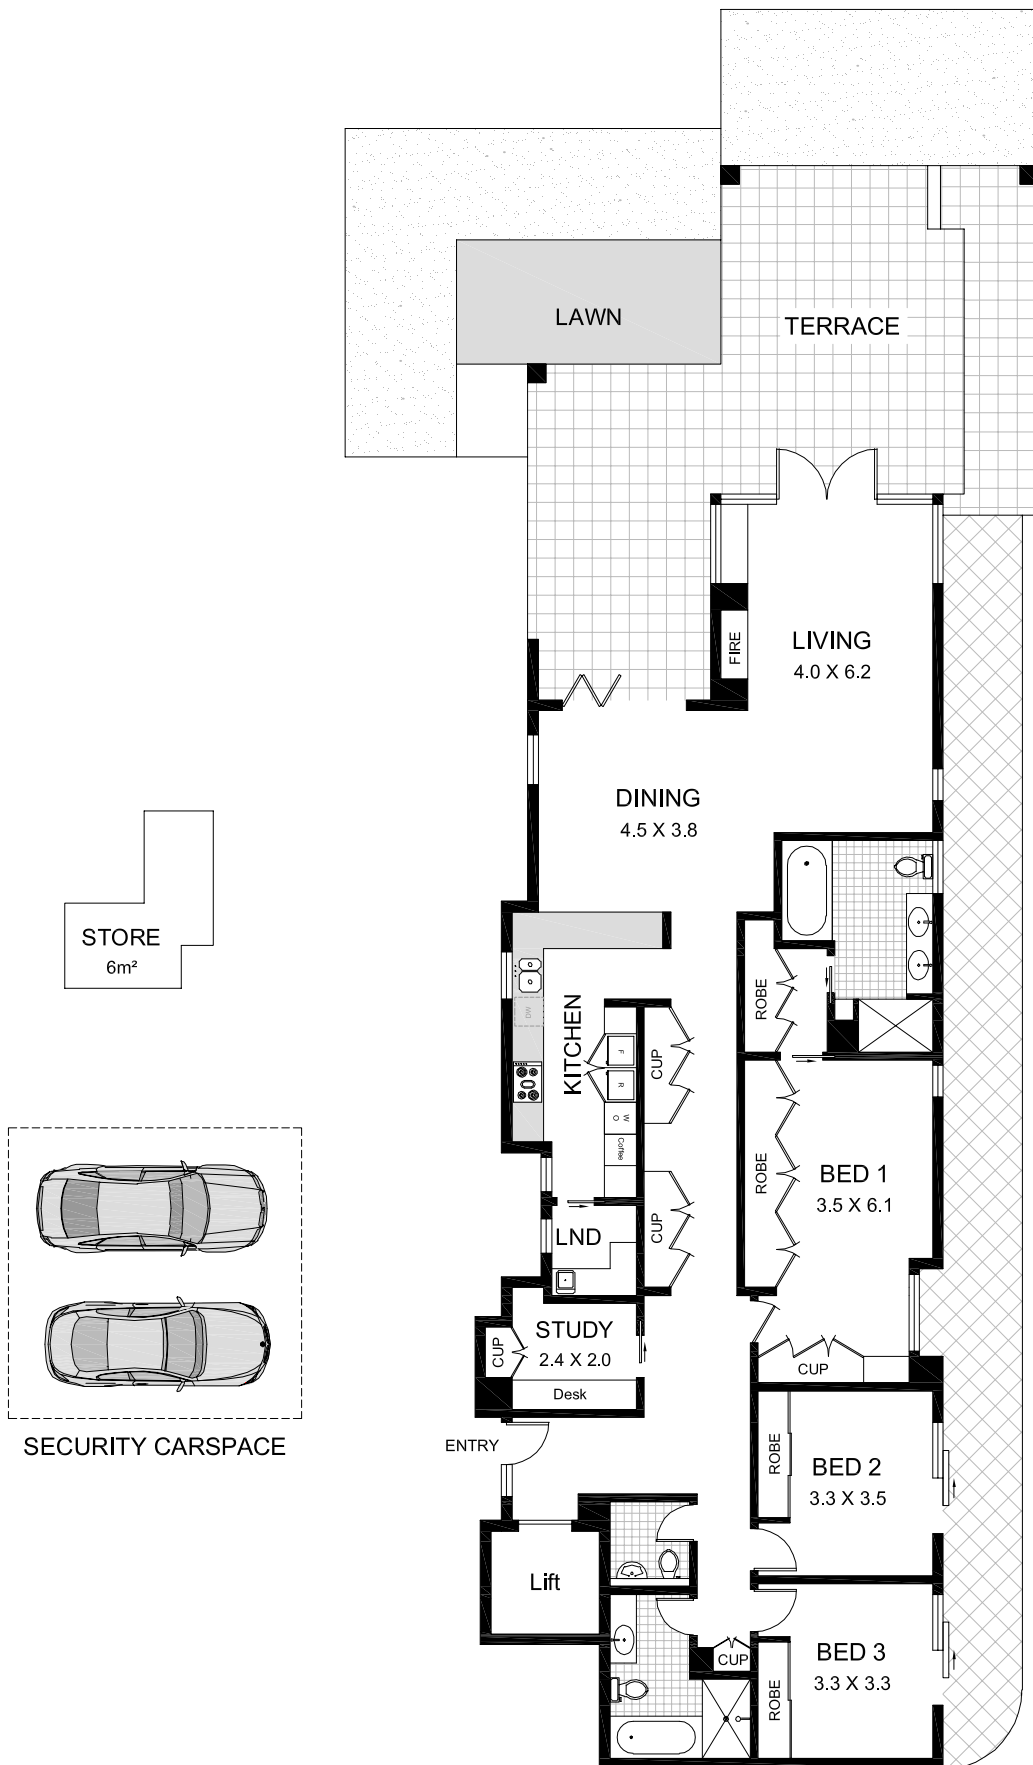 LAWN
TERRACE
LIVING
4.0 X 6.2
FIRE
DINING
4.5 X 3.8
STORE
6m²
ROBE
DW
KITCHEN
F
R
W
O
Coffee
CUP
ROBE
BED 1
3.5 X 6.1
CUP
LND
STUDY
2.4 X 2.0
CUP
Desk
CUP
SECURITY CARSPACE
ENTRY
ROBE
BED 2
3.3 X 3.5
Lift
BED 3
3.3 X 3.3
CUP
ROBE